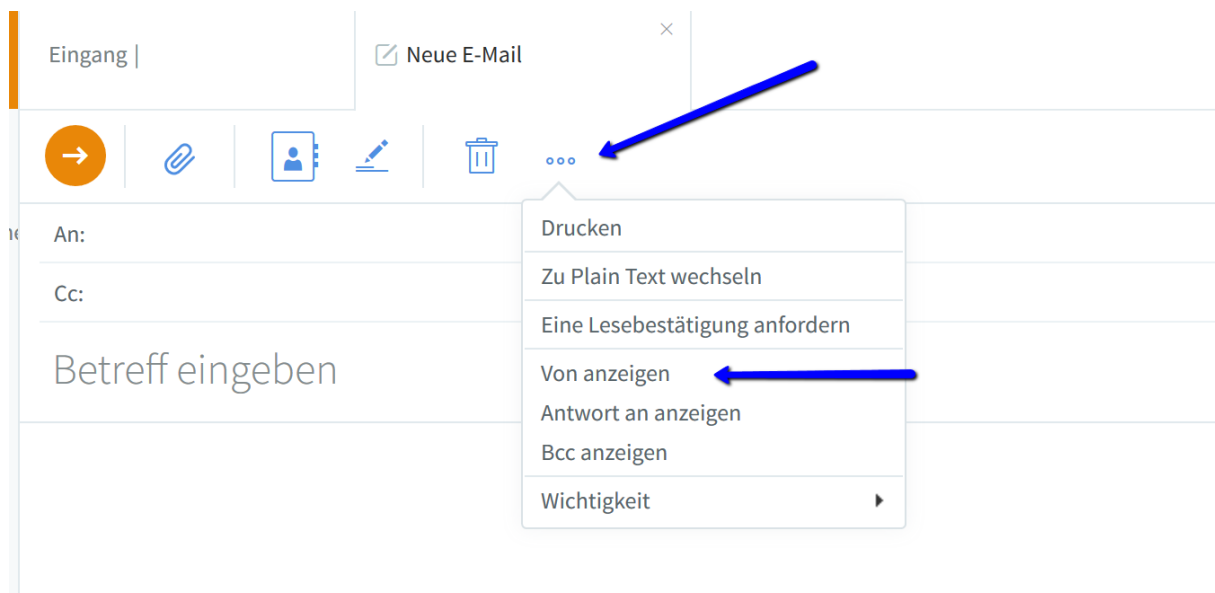 Eingang |
Neue E-Mail
An:
Cc:
Betreff eingeben
Drucken
Zu Plain Text wechseln
Eine Lesebestätigung anfordern
Von anzeigen
Antwort an anzeigen
Bcc anzeigen
Wichtigkeit